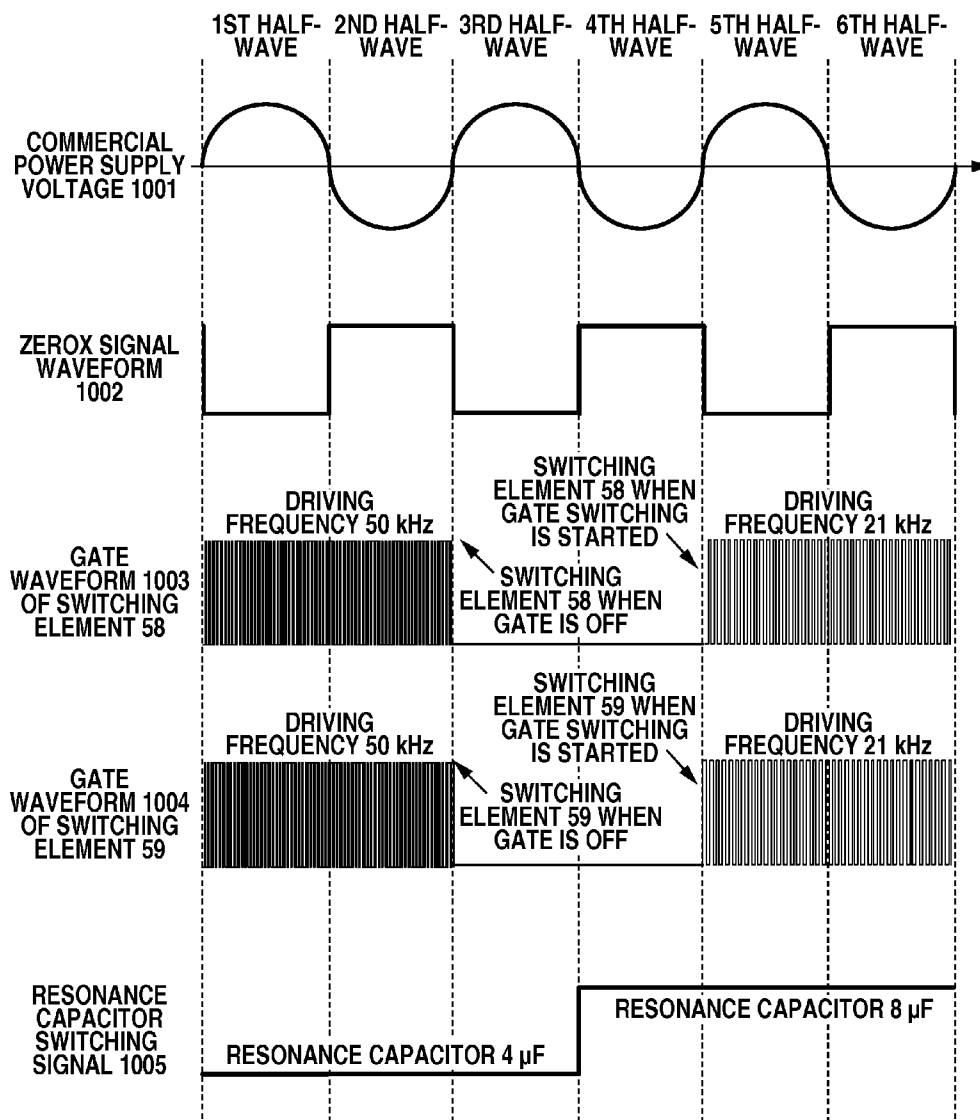 1ST HALF-
WAVE
2ND HALF-
WAVE
3RD HALF-
WAVE
4TH HALF-
WAVE
5TH HALF-
WAVE
6TH HALF-
WAVE
COMMERCIAL
POWER SUPPLY
VOLTAGE 1001
ZEROX SIGNAL
WAVEFORM
1002
GATE
WAVEFORM 1003
OF SWITCHING
ELEMENT 58
DRIVING
FREQUENCY 50 kHz
SWITCHING
ELEMENT 58 WHEN
GATE SWITCHING
IS STARTED
SWITCHING
ELEMENT 58 WHEN
GATE IS OFF
DRIVING
FREQUENCY 21 kHz
GATE
WAVEFORM 1004
OF SWITCHING
ELEMENT 59
DRIVING
FREQUENCY 50 kHz
SWITCHING
ELEMENT 59 WHEN
GATE SWITCHING
IS STARTED
SWITCHING
ELEMENT 59 WHEN
GATE IS OFF
DRIVING
FREQUENCY 21 kHz
RESONANCE
CAPACITOR
SWITCHING
SIGNAL 1005
RESONANCE CAPACITOR 4 µF
RESONANCE CAPACITOR 8 µF